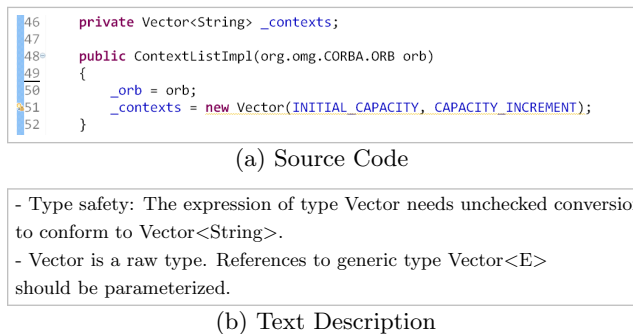 46 private Vector<String> _contexts;
47
48 public ContextListImpl(org.omg.CORBA.ORB orb)
49 {
50 _orb = orb;
51 _contexts = new Vector(INITIAL_CAPACITY, CAPACITY_INCREMENT);
52 }
(a) Source Code
- Type safety: The expression of type Vector needs unchecked conversio
to conform to Vector<String>.
- Vector is a raw type. References to generic type Vector<E>
should be parameterized.
(b) Text Description